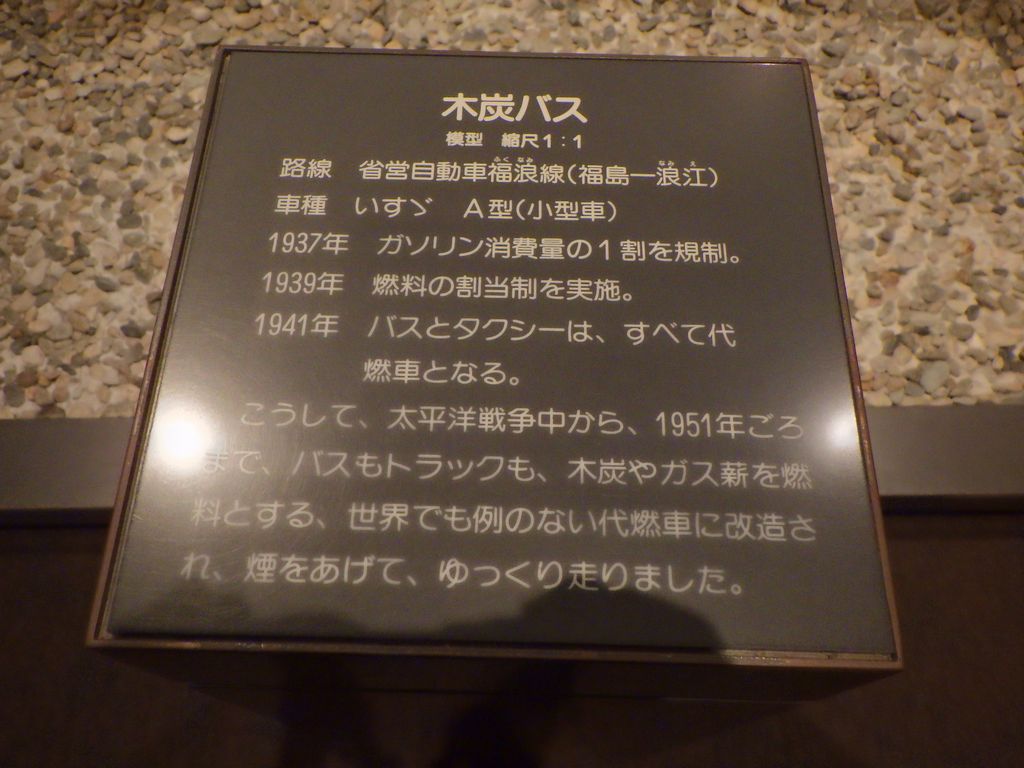 木炭バス
模型 縮尺1:1
路線 省営自動車福浪線(福島―浪江)
車種 いすゞ A型(小型車)
1937年 ガソリン消費量の1割を規制。
1939年 燃料の割当制を実施。
1941年 バスとタクシーは、すべて代
燃車となる。
こうして、太平洋戦争中から、1951年ごろ
まで、バスもトラックも、木炭やガス薪を燃
料とする、世界でも例のない代燃車に改造さ
れ、煙をあげて、ゆっくり走りました。